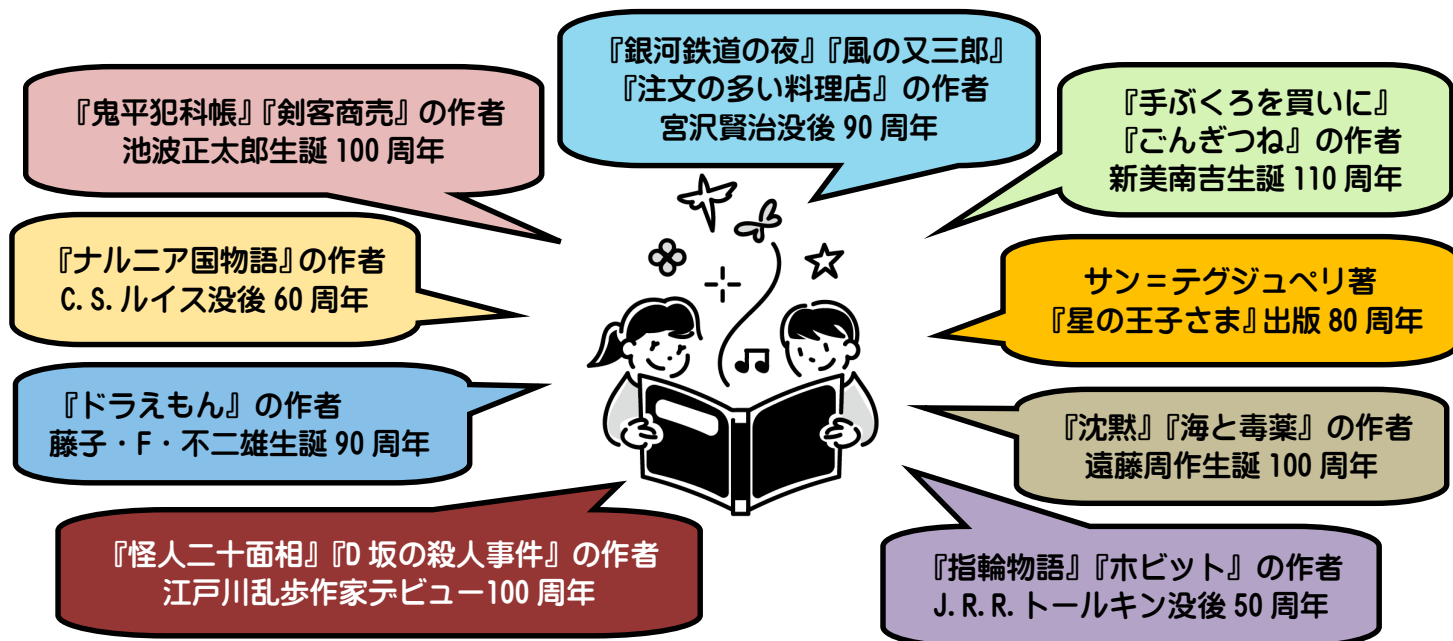 『鬼平犯科帳』『剣客商売』の作者
池波正太郎生誕 100 周年
『銀河鉄道の夜』『風の又三郎』
『注文の多い料理店』の作者
宮沢賢治没後 90 周年
『手ぶくろを買いに』
『ごんぎつね』の作者
新美南吉生誕 110 周年
『ナルニア国物語』の作者
C.S.ルイス没後 60 周年
サン＝テグジュペリ著
『星の王子さま』出版 80 周年
『ドラえもん』の作者
藤子・F・不二雄生誕 90 周年
『沈黙』『海と毒薬』の作者
遠藤周作生誕 100 周年
『怪人二十面相』『D 坂の殺人事件』の作者
江戸川乱歩作家デビュー100 周年
『指輪物語』『ホビット』の作者
J.R.R.トールキン没後 50 周年